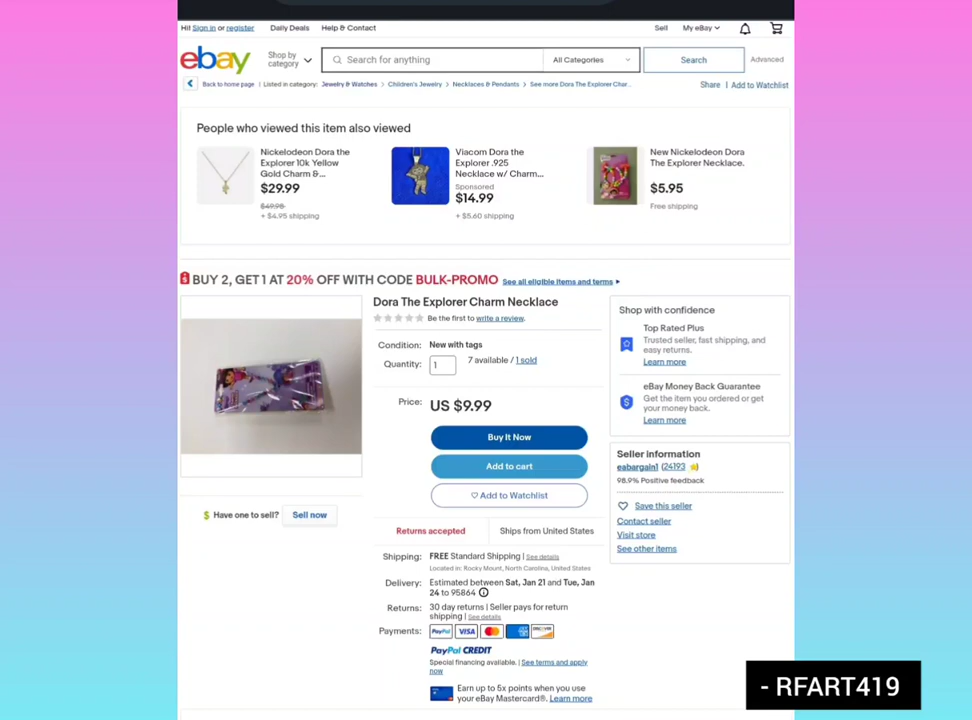 Hi! Sign in or register
Daily Deals
Help & Contact
Sell
My eBay
ebay
Shop by
category
Search for anything
All Categories
Search
Advanced
Back to home page | Listed in category: Jewelry & Watches > Children's Jewelry > Necklaces & Pendants > See more Dora The Explorer Char...
Share | Add to Watchlist
People who viewed this item also viewed
Nickelodeon Dora the
Explorer 10k Yellow
Gold Charm &...
$29.99
$49.98
+ $4.95 shipping
Viacom Dora the
Explorer .925
Necklace w/ Charm...
Sponsored
$14.99
+ $5.60 shipping
New Nickelodeon Dora
The Explorer Necklace.
$5.95
Free shipping
BUY 2, GET 1 AT 20% OFF WITH CODE BULK-PROMO See all eligible items and terms ▸
Dora The Explorer Charm Necklace
Be the first to write a review.
Condition: New with tags
Quantity: 1 7 available / 1 sold
Price: US $9.99
Buy It Now
Add to cart
Add to Watchlist
Returns accepted
Ships from United States
Shipping: FREE Standard Shipping | See details
Located in: Rocky Mount, North Carolina, United States
Delivery: Estimated between Sat, Jan 21 and Tue, Jan
24 to 95864
Returns: 30 day returns | Seller pays for return
shipping | See details
Payments: PayPal VISA
PayPal CREDIT
Special financing available. | See terms and apply
now
Earn up to 5x points when you use
your eBay Mastercard®. Learn more
Have one to sell? Sell now
Shop with confidence
Top Rated Plus
Trusted seller, fast shipping, and
easy returns.
Learn more
eBay Money Back Guarantee
Get the item you ordered or get
your money back.
Learn more
Seller information
eabargain1 (24193)
98.9% Positive feedback
Save this seller
Contact seller
Visit store
See other items
- RFART419